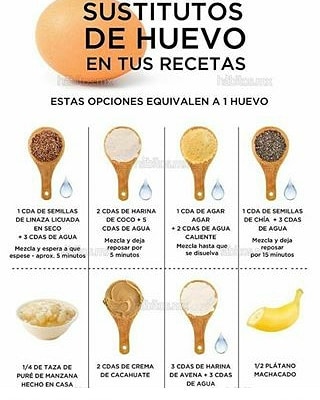 SUSTITUTOS
DE HUEVO
EN TUS RECETAS
ESTAS OPCIONES EQUIVALEN A 1 HUEVO
1 CDA DE SEMILLAS
DE LINAZA LICUADA
EN SECO
+ 3 CDAS DE AGUA
Mezcla y espera a que
espese - aprox. 5 minutos
2 CDAS DE HARINA
DE COCO + 5
CDAS DE AGUA
Mezcla y deja
reposar por
5 minutos
1 CDA DE AGAR
AGAR
+ 2 CDAS DE AGUA
CALIENTE
Mezcla hasta que
se disuelva
1 CDA DE SEMILLAS
DE CHÍA + 3 CDAS
DE AGUA
Mezcla y deja
reposar
por 15 minutos
1/4 DE TAZA DE
PURÉ DE MANZANA
HECHO EN CASA
2 CDAS DE CREMA
DE CACAHUATE
3 CDAS DE HARINA
DE AVENA + 3 CDAS
DE AGUA
1/2 PLÁTANO
MACHACADO